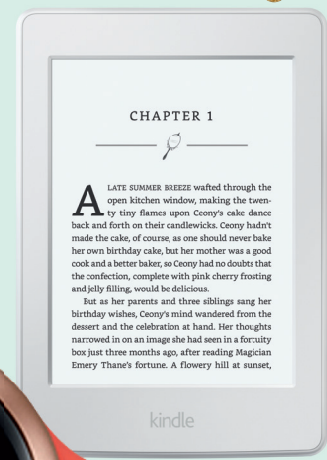 CHAPTER 1
A LATE SUMMER BREEZE wafted through the
open kitchen window, making the twen-
ty tiny flames upon Ceony's cake dance
back and forth on their candlewicks. Ceony hadn't
made the cake, of course, as one should never bake
her own birthday cake, but her mother was a good
cook and a better baker, so Ceony had no doubts that
the confection, complete with pink cherry frosting
and jelly filling, would be delicious.
But as her parents and three siblings sang her
birthday wishes, Ceony's mind wandered from the
dessert and the celebration at hand. Her thoughts
narrowed in on an image she had seen in a fortuity
box just three months ago, after reading Magician
Emery Thane's fortune. A flowery hill at sunset,
kindle